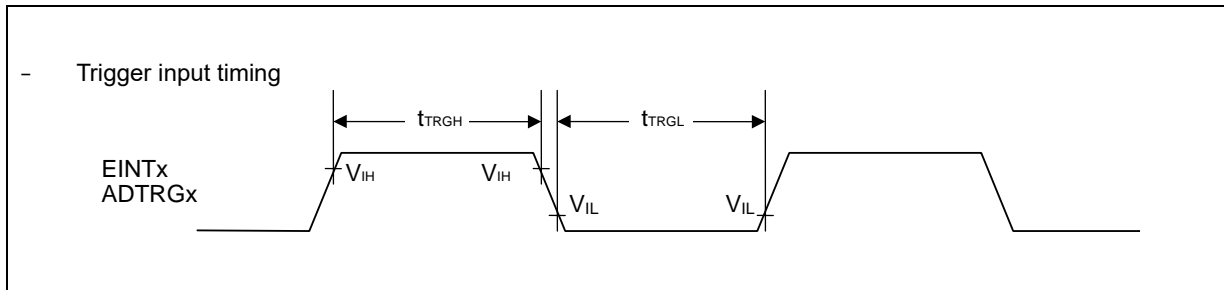 – Trigger input timing
tTRGH tTRGL
EINTx
ADTRGx
VIH VIH
VIL VIL